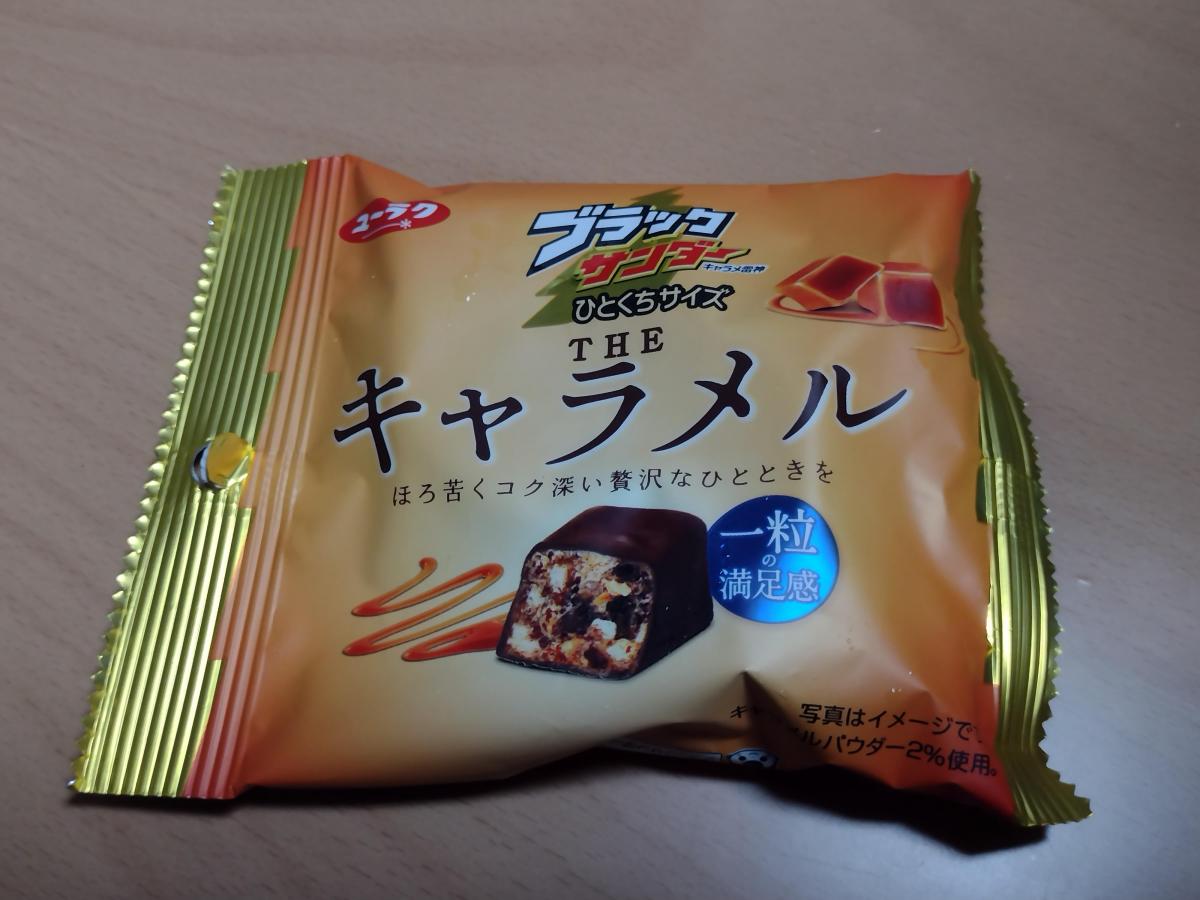 ユーラク
ブラック
サンダー
キャラメ雷神
ひとくちサイズ
THE
キャラメル
ほろ苦くコク深い贅沢なひとときを
一粒
の
満足感
写真はイメージで
ルパウダー2%使用。